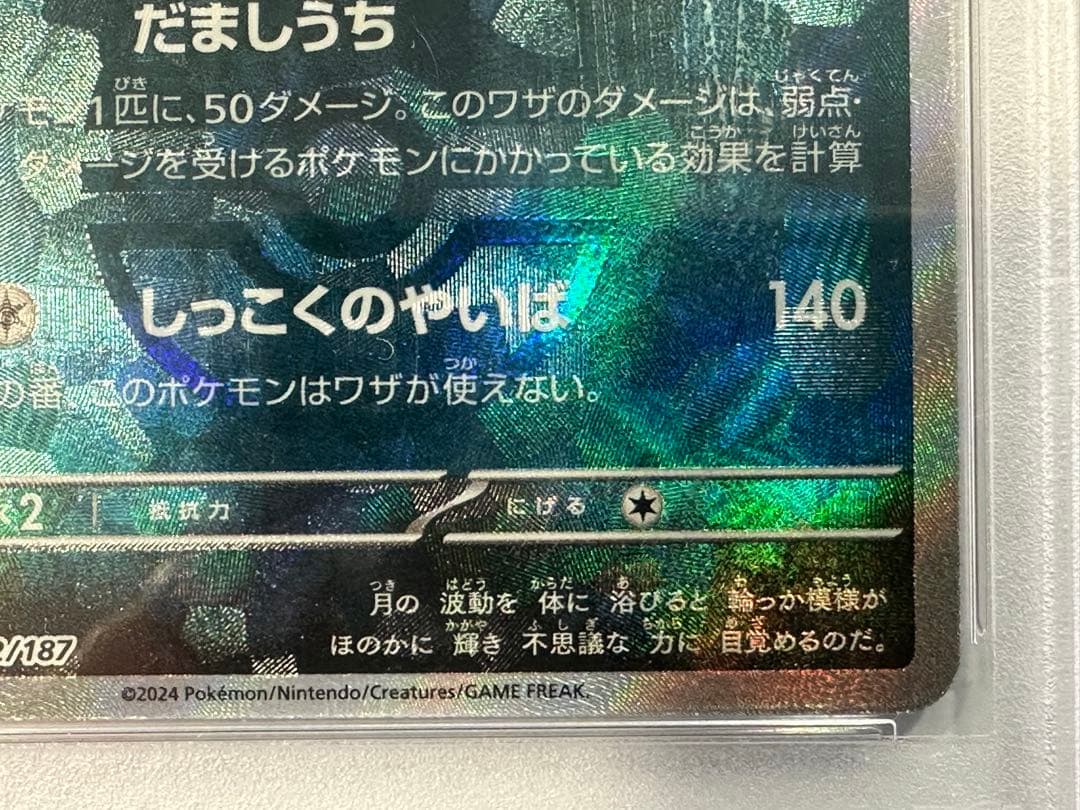 だましうち
モン1匹に、50ダメージ。このワザのダメージは、弱点・
ダメージを受けるポケモンにかかっている効果を計算
しっこくのやいば 140
の番、このポケモンはワザが使えない。
×2 抵抗力 にげる
月の 波動を 体に 浴びると 輪っか模様が
ほのかに 輝き 不思議な 力に 目覚めるのだ。
/187
©2024 Pokémon/Nintendo/Creatures/GAME FREAK.